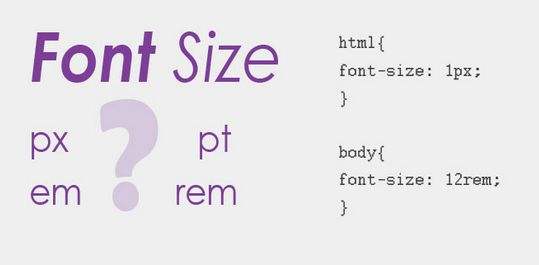 Font Size
px ? pt
em rem
html{
font-size: 1px;
}
body{
font-size: 12rem;
}